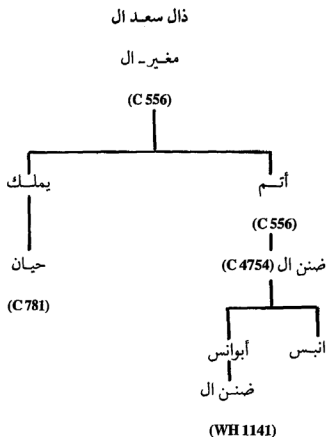 ذال سعد ال
مغير ـ ال
(C 556)
أتم يملك
(C 556)
ضنن ال (C 4754) حيان
(C 781)
انبس أبوانس
ضنن ال
(WH 1141)